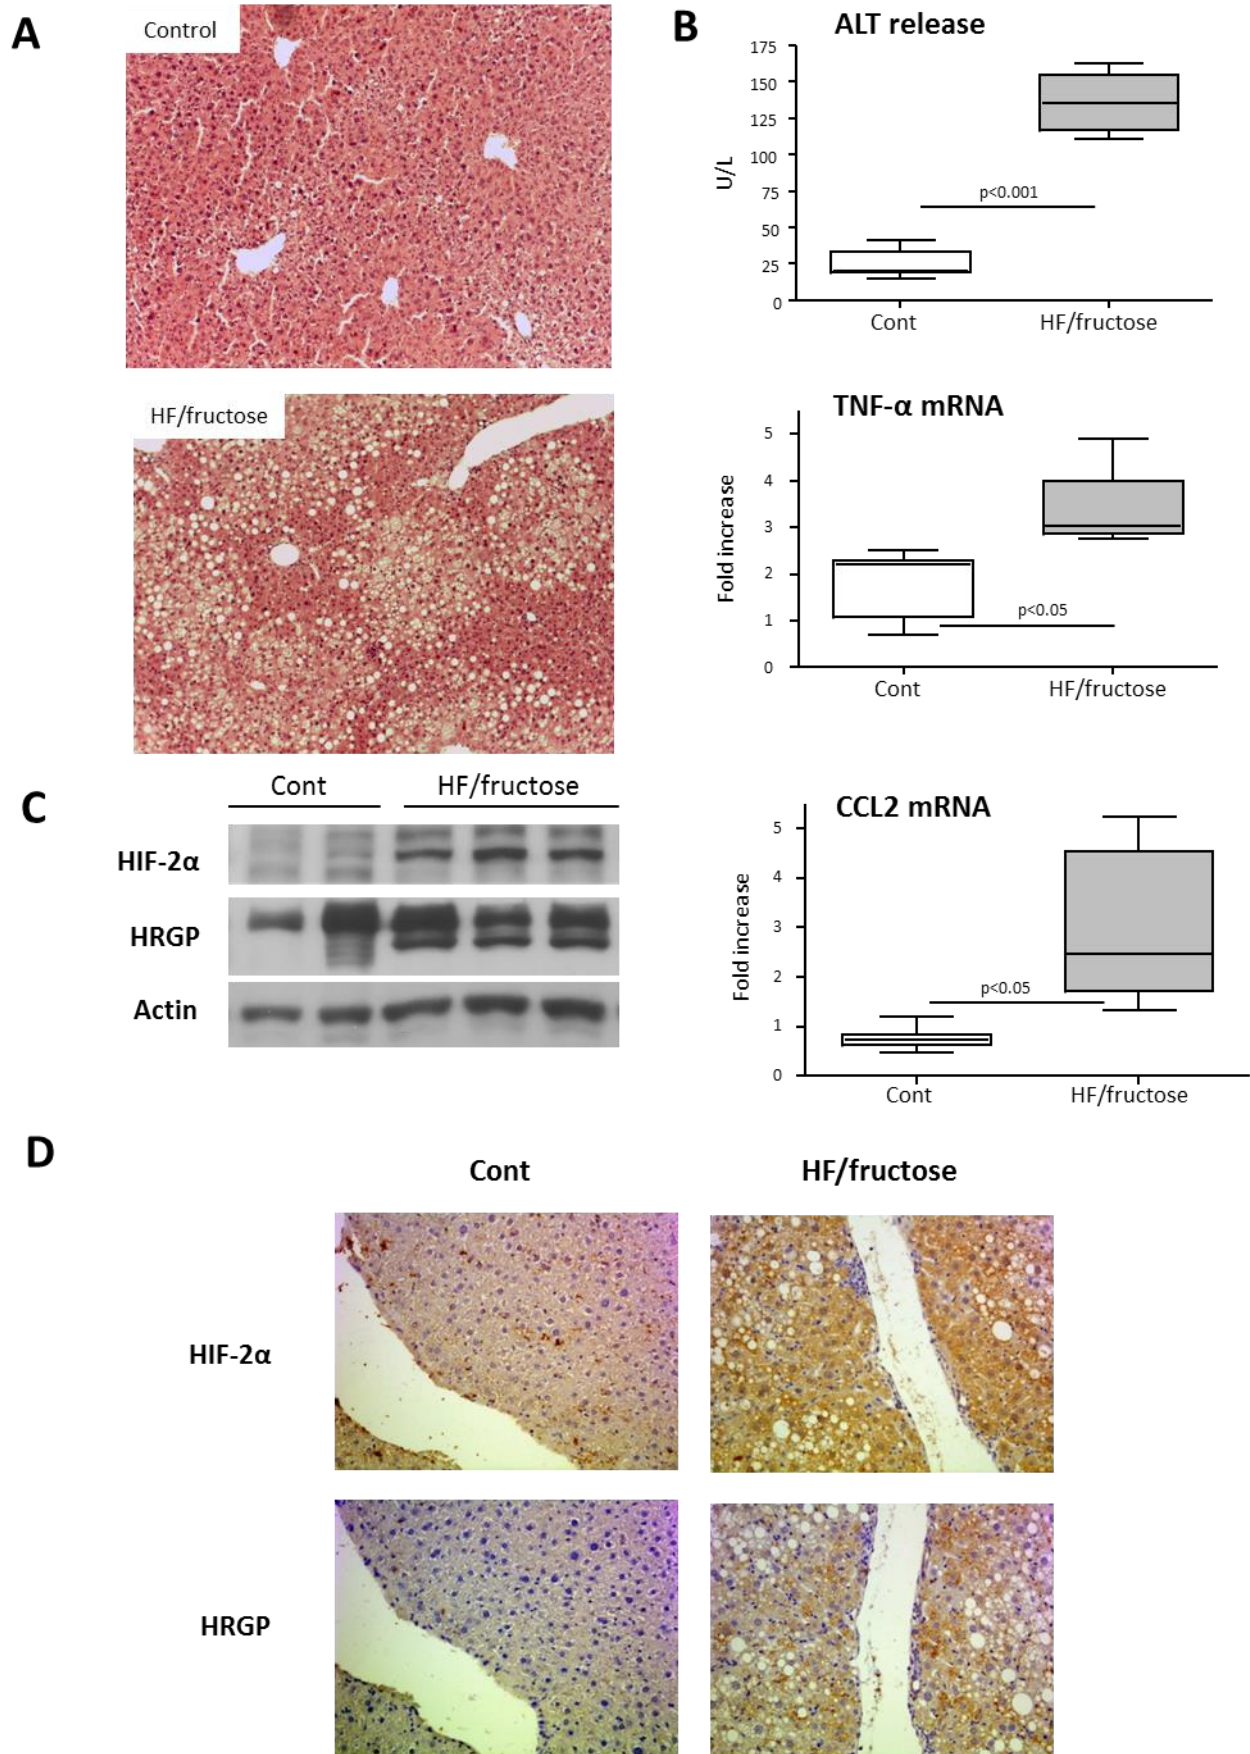 A
Control
HF/fructose
B
ALT release
175
150
125
100
75
50
25
0
U/L
p<0.001
Cont
HF/fructose
TNF-α mRNA
5
4
3
2
1
0
Fold increase
p<0.05
Cont
HF/fructose
C
Cont
HF/fructose
HIF-2α
HRGP
Actin
CCL2 mRNA
5
4
3
2
1
0
Fold increase
p<0.05
Cont
HF/fructose
D
Cont
HF/fructose
HIF-2α
HRGP